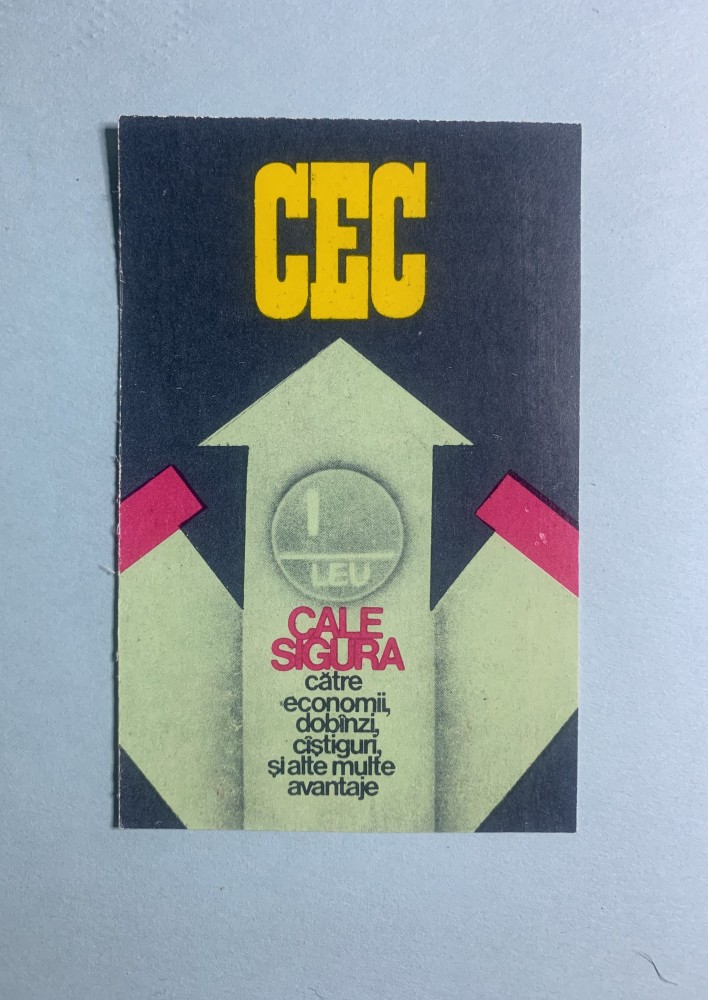 CEC
1
LEU
CALE
SIGURA
către
economii,
dobînzi,
cîştiguri,
şi alte multe
avantaje